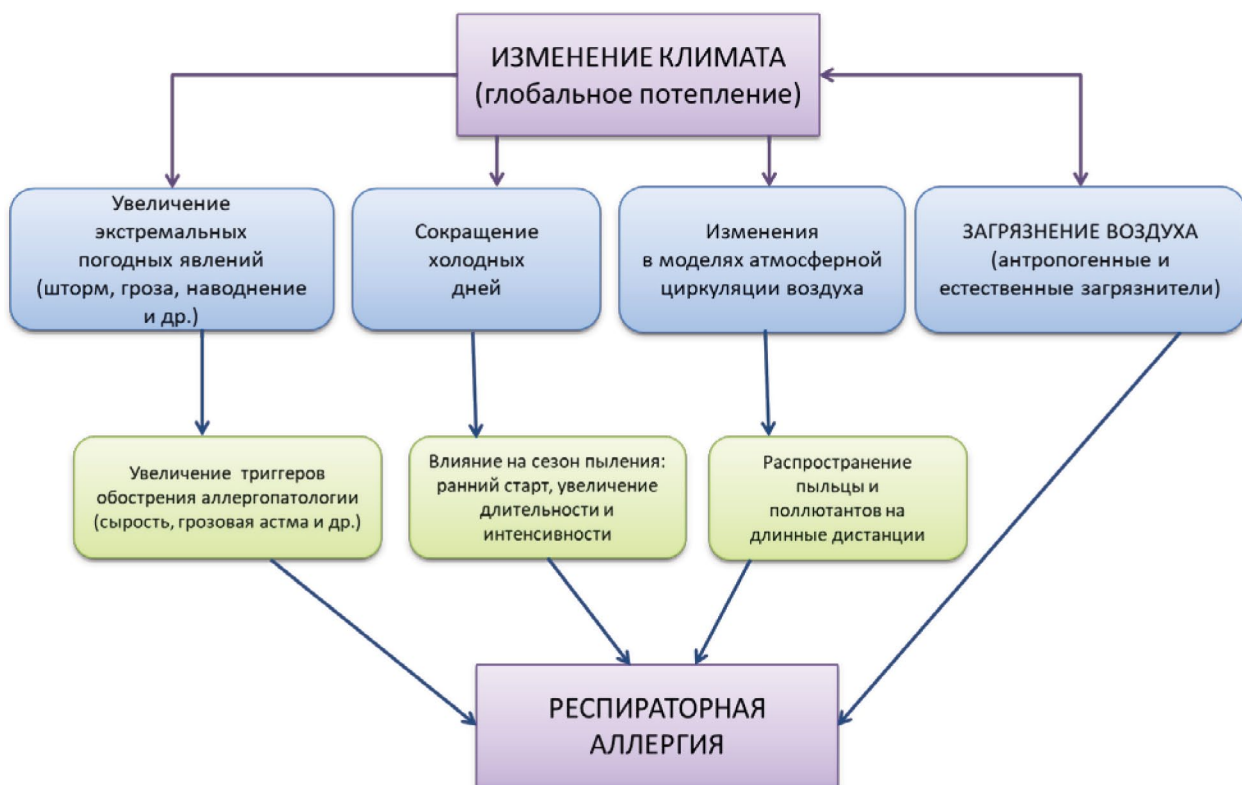 ИЗМЕНЕНИЕ КЛИМАТА
(глобальное потепление)
Увеличение
экстремальных
погодных явлений
(шторм, гроза, наводнение
и др.)
Сокращение
холодных
дней
Изменения
в моделях атмосферной
циркуляции воздуха
ЗАГРЯЗНЕНИЕ ВОЗДУХА
(антропогенные и
естественные загрязнители)
Увеличение триггеров
обострения аллергопатологии
(сырость, грозовая астма и др.)
Влияние на сезон пыления:
ранний старт, увеличение
длительности и
интенсивности
Распространение
пыльцы и
поллютантов на
длинные дистанции
РЕСПИРАТОРНАЯ
АЛЛЕРГИЯ